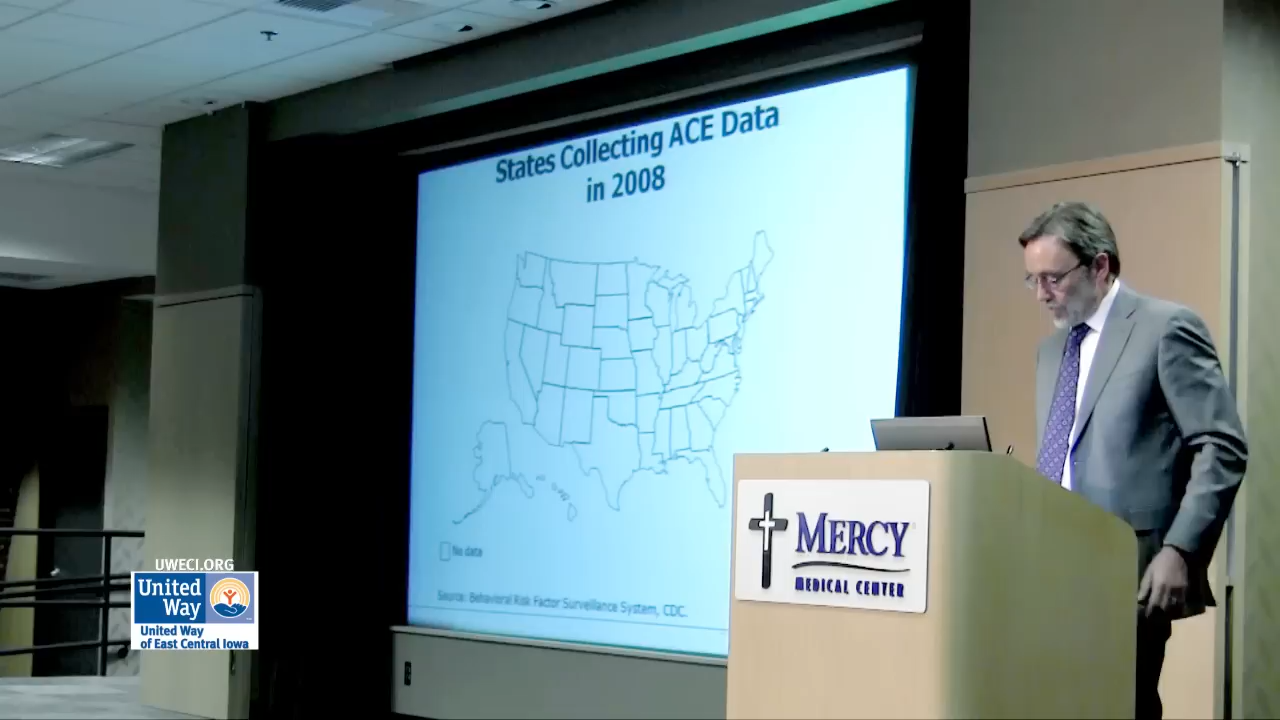 States Collecting ACE Data
in 2008
No data
Source: Behavioral Risk Factor Surveillance System, CDC.
MERCY
MEDICAL CENTER
UWECI.ORG
United
Way
United Way
of East Central Iowa